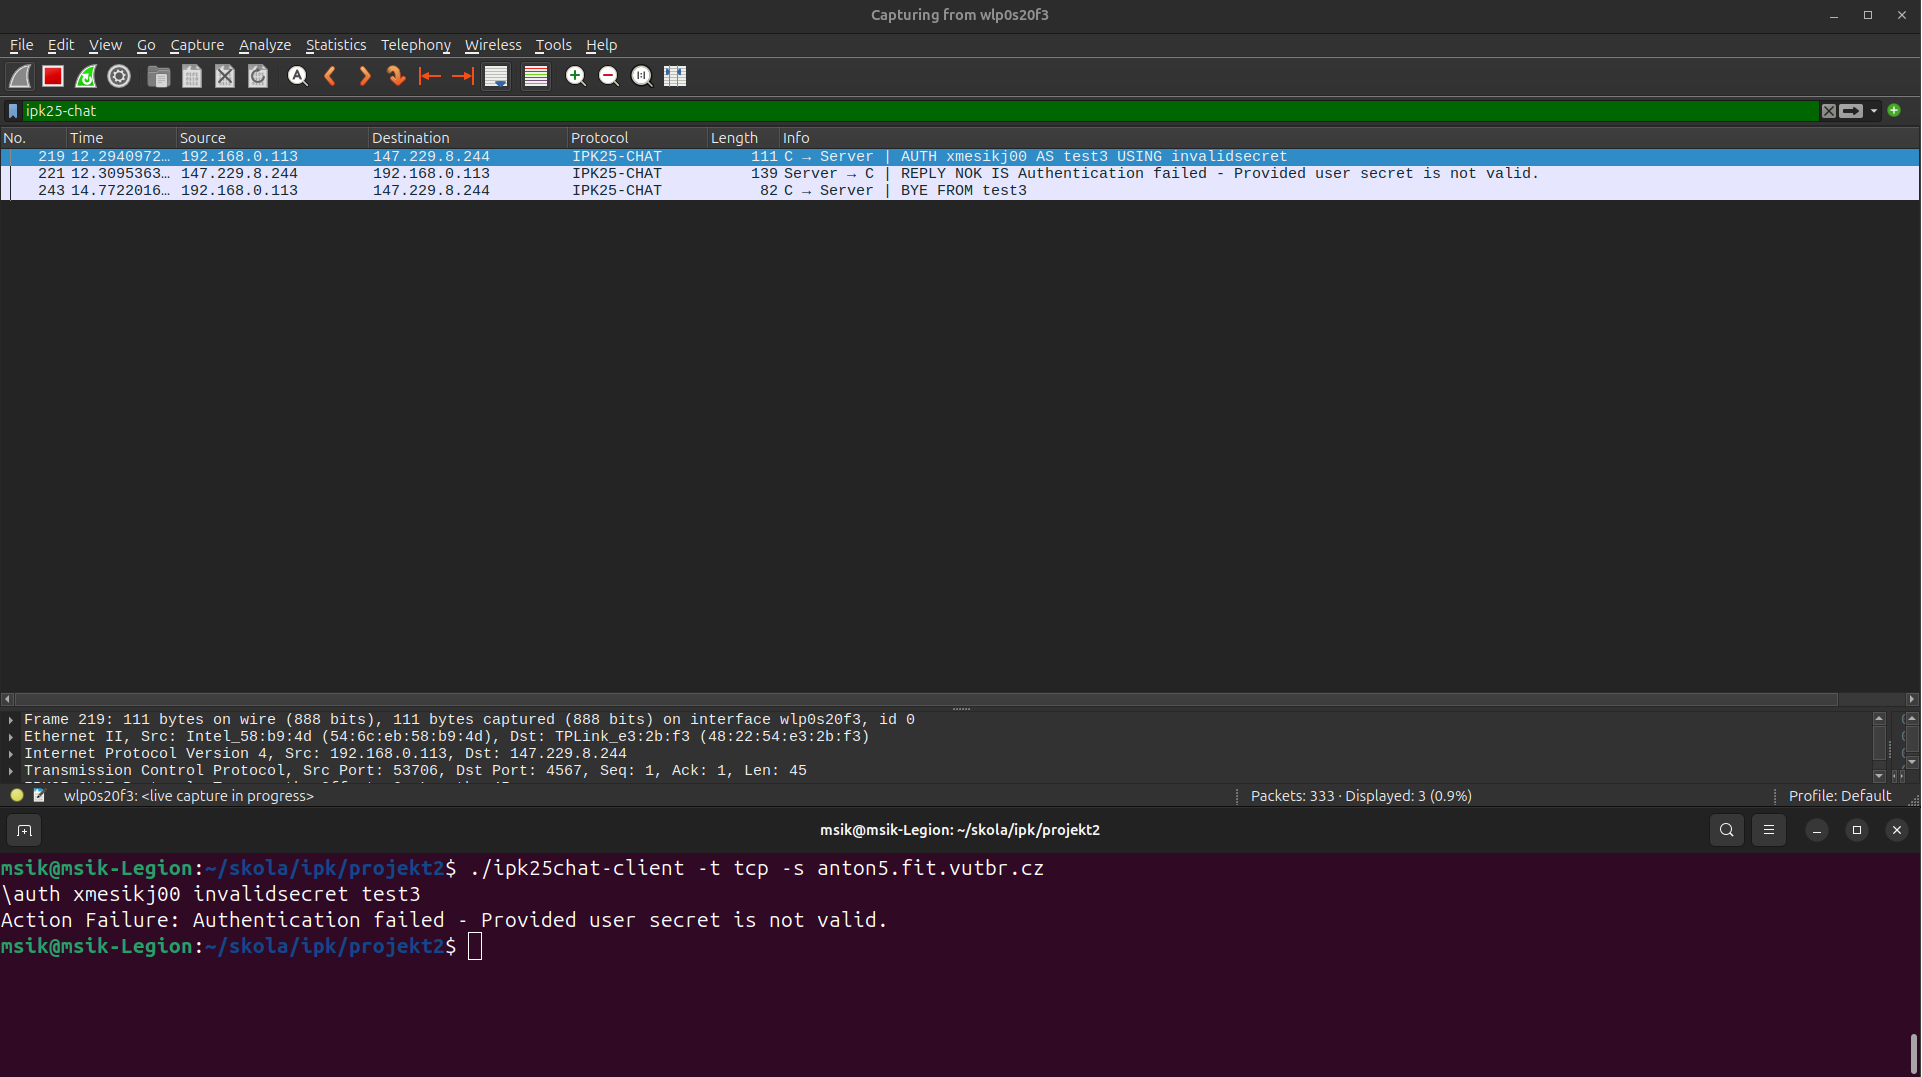 Capturing from wlp0s20f3
File Edit View Go Capture Analyze Statistics Telephony Wireless Tools Help
ipk25-chat
No. Time Source Destination Protocol Length Info
219 12.2940972… 192.168.0.113 147.229.8.244 IPK25-CHAT 111 C → Server | AUTH xmesikj00 AS test3 USING invalidsecret
221 12.3095363… 147.229.8.244 192.168.0.113 IPK25-CHAT 139 Server → C | REPLY NOK IS Authentication failed - Provided user secret is not valid.
243 14.7722016… 192.168.0.113 147.229.8.244 IPK25-CHAT 82 C → Server | BYE FROM test3
Frame 219: 111 bytes on wire (888 bits), 111 bytes captured (888 bits) on interface wlp0s20f3, id 0
Ethernet II, Src: Intel_58:b9:4d (54:6c:eb:58:b9:4d), Dst: TPLink_e3:2b:f3 (48:22:54:e3:2b:f3)
Internet Protocol Version 4, Src: 192.168.0.113, Dst: 147.229.8.244
Transmission Control Protocol, Src Port: 53706, Dst Port: 4567, Seq: 1, Ack: 1, Len: 45
wlp0s20f3: <live capture in progress> Packets: 333 · Displayed: 3 (0.9%) Profile: Default
msik@msik-Legion: ~/skola/ipk/projekt2
msik@msik-Legion:~/skola/ipk/projekt2$ ./ipk25chat-client -t tcp -s anton5.fit.vutbr.cz
\auth xmesikj00 invalidsecret test3
Action Failure: Authentication failed - Provided user secret is not valid.
msik@msik-Legion:~/skola/ipk/projekt2$